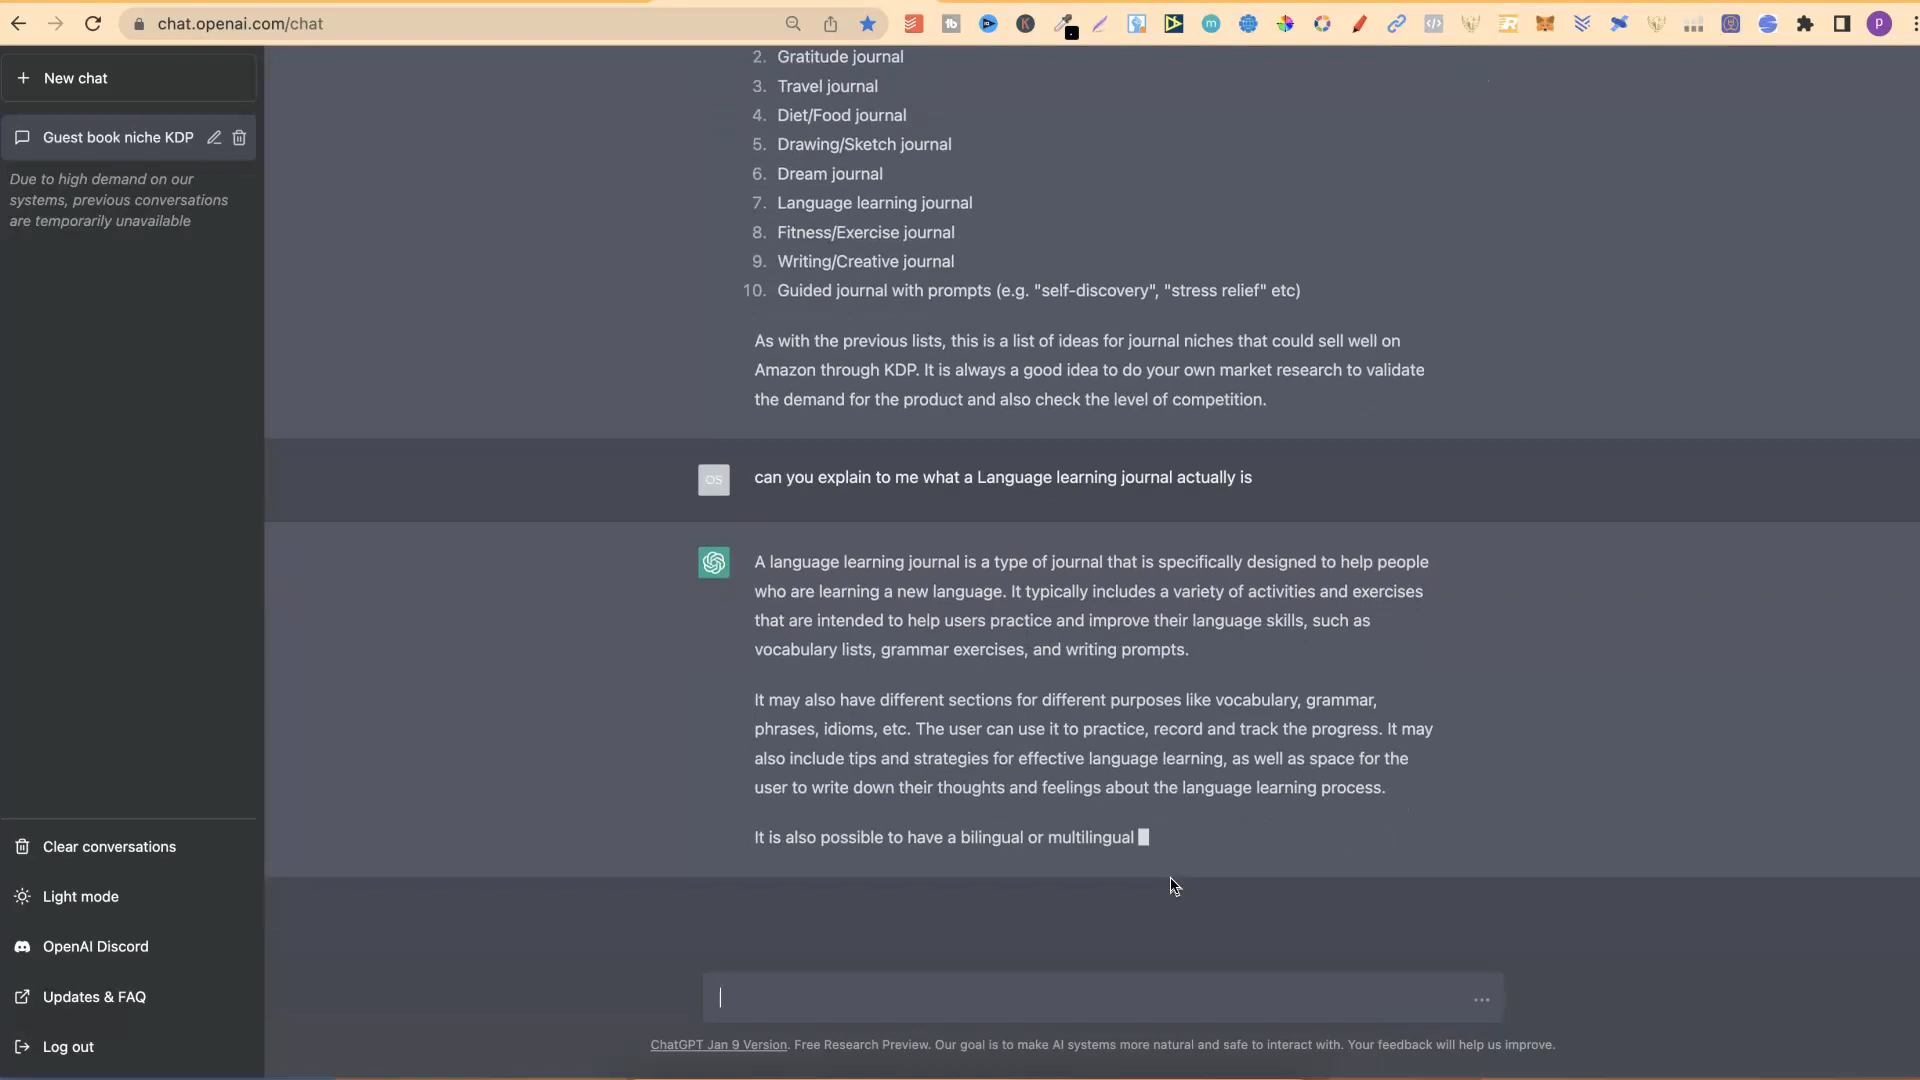 chat.openai.com/chat
New chat
Guest book niche KDP
Due to high demand on our
systems, previous conversations
are temporarily unavailable
2. Gratitude journal
3. Travel journal
4. Diet/Food journal
5. Drawing/Sketch journal
6. Dream journal
7. Language learning journal
8. Fitness/Exercise journal
9. Writing/Creative journal
10. Guided journal with prompts (e.g. "self-discovery", "stress relief" etc)
As with the previous lists, this is a list of ideas for journal niches that could sell well on
Amazon through KDP. It is always a good idea to do your own market research to validate
the demand for the product and also check the level of competition.
OS
can you explain to me what a Language learning journal actually is
A language learning journal is a type of journal that is specifically designed to help people
who are learning a new language. It typically includes a variety of activities and exercises
that are intended to help users practice and improve their language skills, such as
vocabulary lists, grammar exercises, and writing prompts.
It may also have different sections for different purposes like vocabulary, grammar,
phrases, idioms, etc. The user can use it to practice, record and track the progress. It may
also include tips and strategies for effective language learning, as well as space for the
user to write down their thoughts and feelings about the language learning process.
It is also possible to have a bilingual or multilingual
Clear conversations
Light mode
OpenAI Discord
Updates & FAQ
Log out
ChatGPT Jan 9 Version. Free Research Preview. Our goal is to make AI systems more natural and safe to interact with. Your feedback will help us improve.